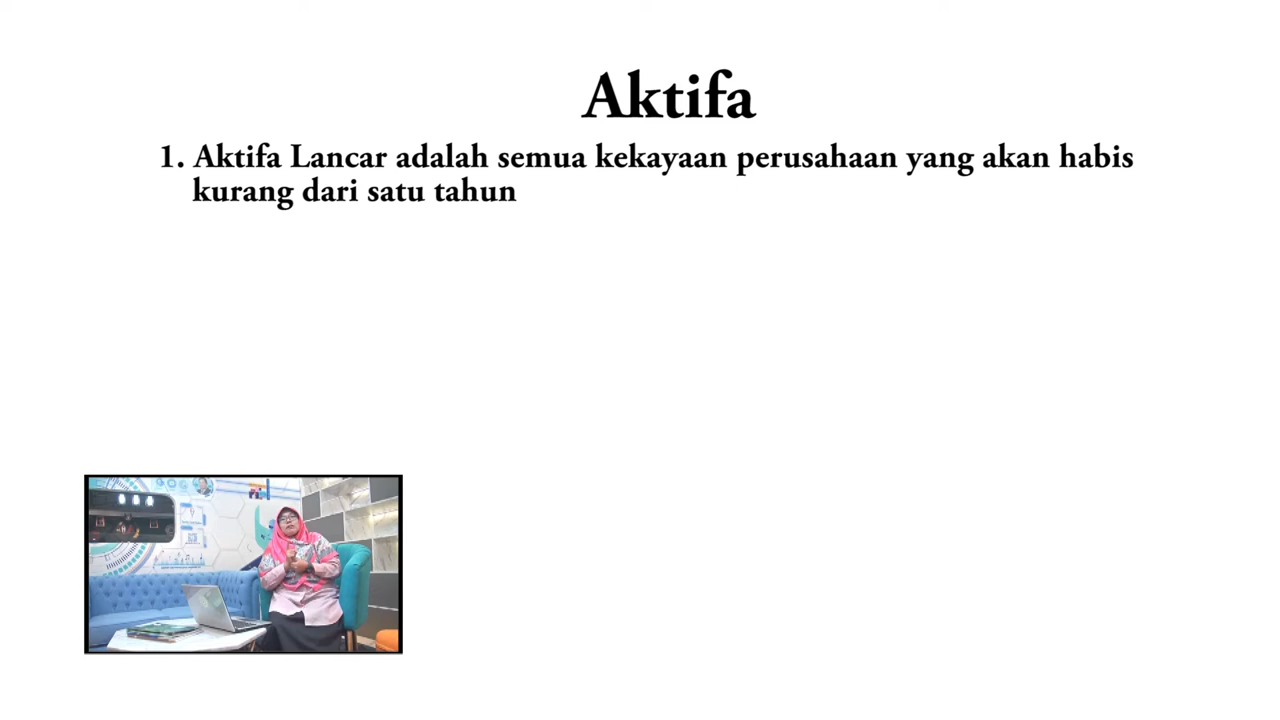 Aktifa
1. Aktifa Lancar adalah semua kekayaan perusahaan yang akan habis
kurang dari satu tahun